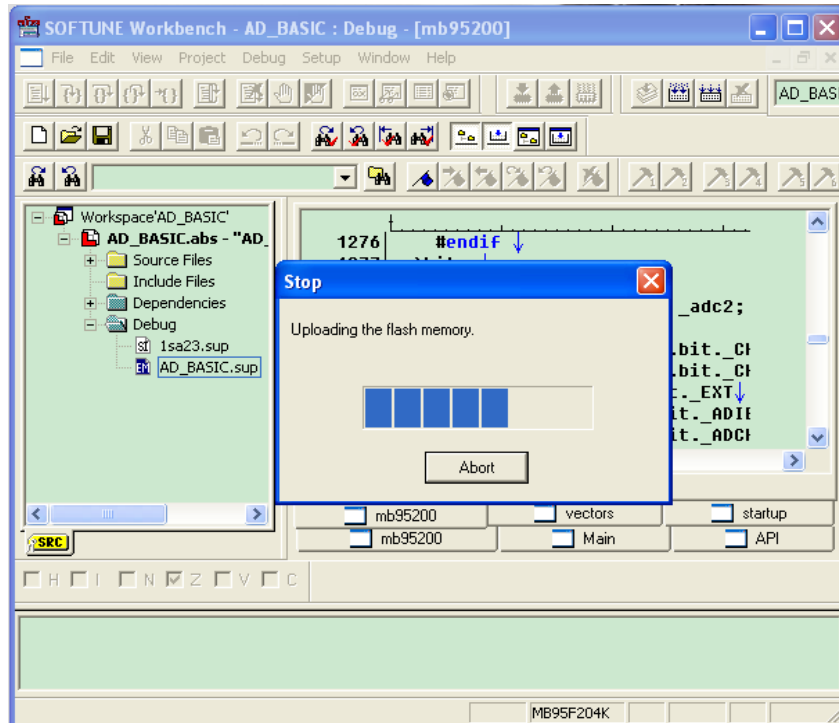 SOFTUNE Workbench - AD_BASIC : Debug - [mb95200]
File Edit View Project Debug Setup Window Help
AD_BAS
Workspace'AD_BASIC'
AD_BASIC.abs - "AD_
Source Files
Include Files
Dependencies
Debug
1sa23.sup
AD_BASIC.sup
1276 #endif
Stop
Uploading the flash memory.
Abort
_adc2;
.bit._CH
.bit._CH
t._EXT
it._ADIE
it._ADCH
mb95200 vectors startup
mb95200 Main API
SRC
H I N Z V C
MB95F204K